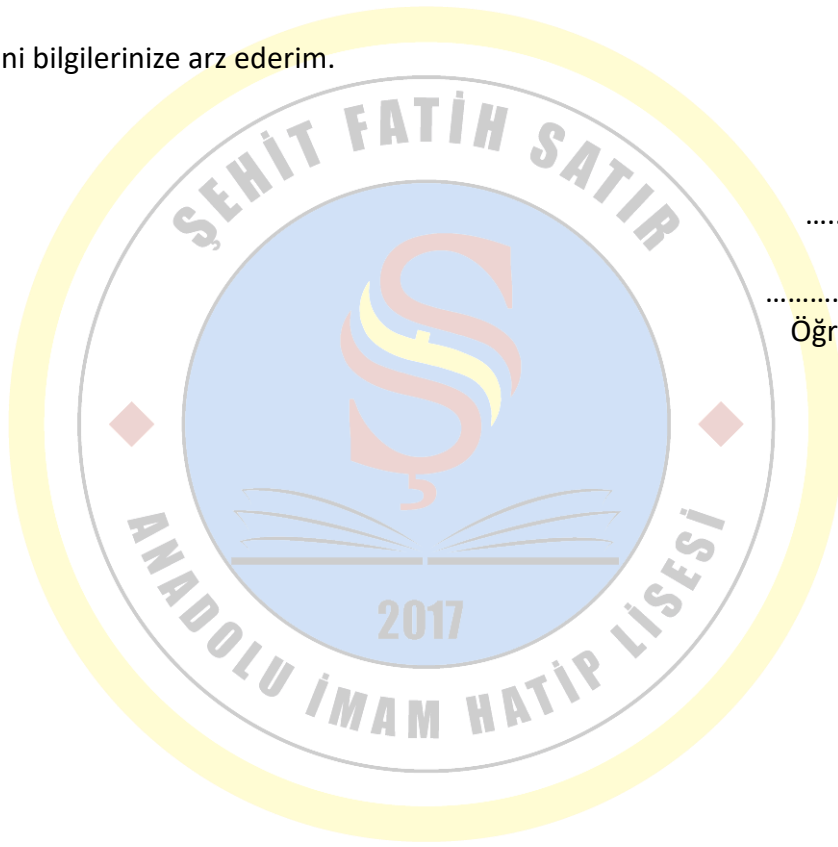 ni bilgilerinize arz ederim.
ŞEHİT FATİH SATIR
…..
………..
Öğr
2017
ANADOLU İMAM HATİP LİSESİ